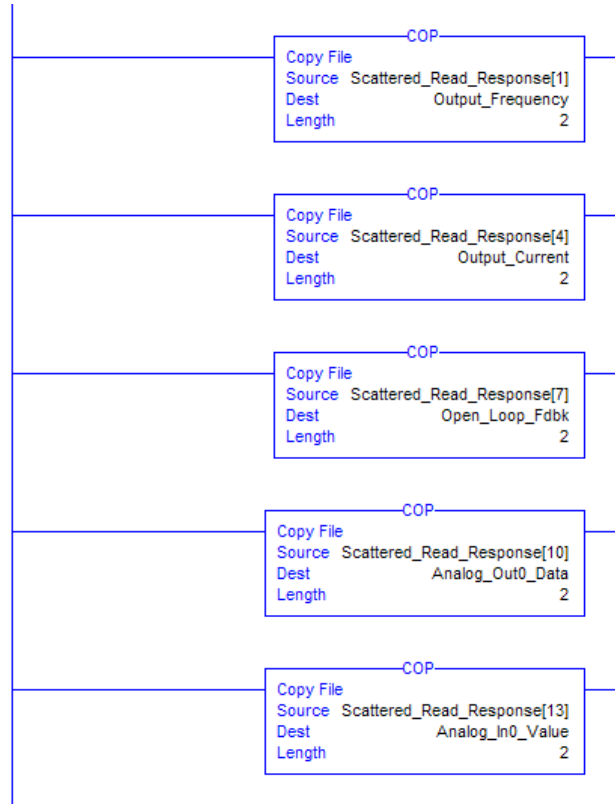 COP
Copy File
Source Scattered_Read_Response[1]
Dest Output_Frequency
Length 2
COP
Copy File
Source Scattered_Read_Response[4]
Dest Output_Current
Length 2
COP
Copy File
Source Scattered_Read_Response[7]
Dest Open_Loop_Fdbk
Length 2
COP
Copy File
Source Scattered_Read_Response[10]
Dest Analog_Out0_Data
Length 2
COP
Copy File
Source Scattered_Read_Response[13]
Dest Analog_In0_Value
Length 2